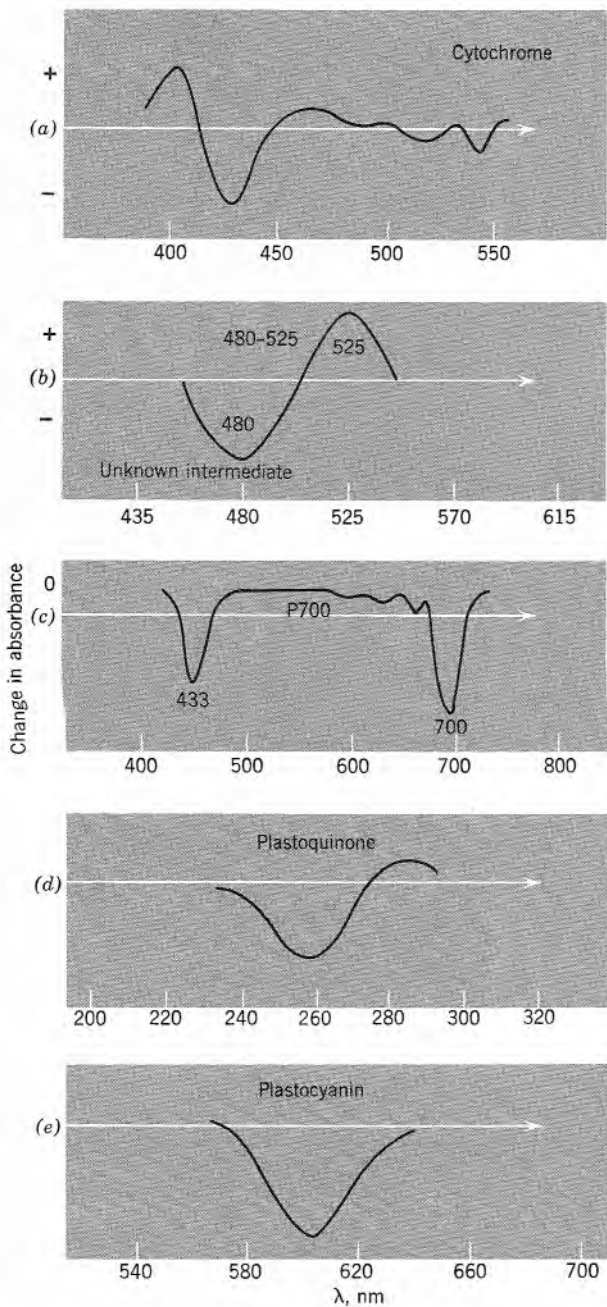 Cytochrome
+
(a)
−
400 450 500 550
+
480–525
525
(b)
480
−
Unknown intermediate
435 480 525 570 615
Change in absorbance
0
(c)
P700
433
700
400 500 600 700 800
Plastoquinone
(d)
200 220 240 260 280 300 320
Plastocyanin
(e)
540 580 620 660 700
λ, nm